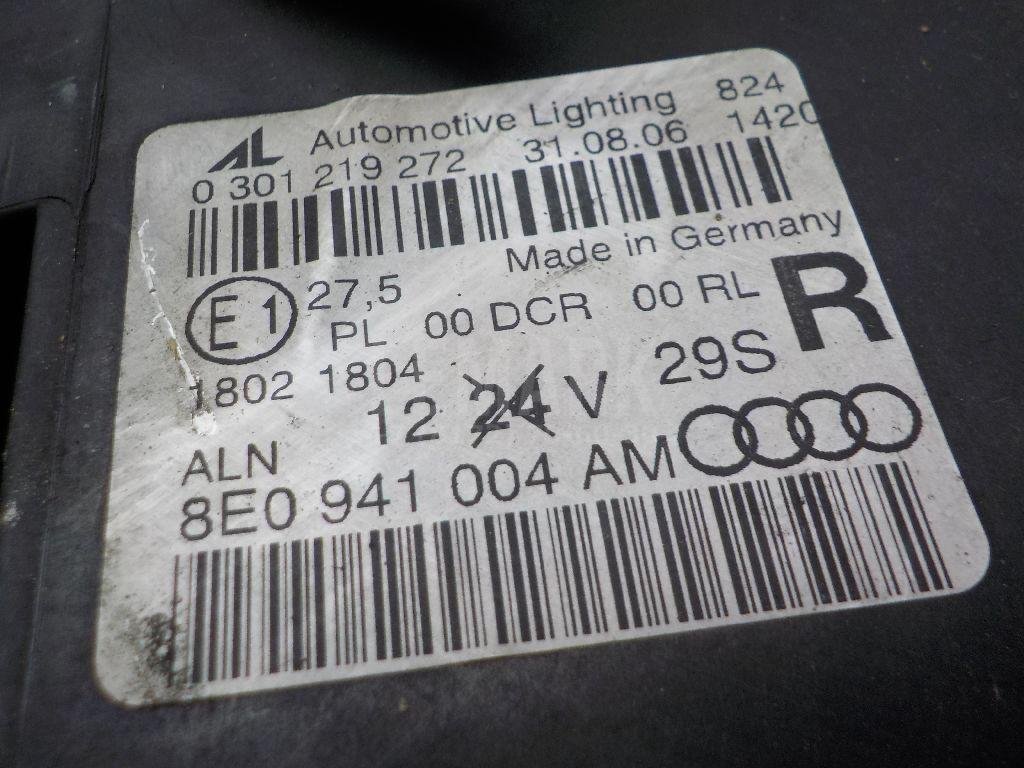 AL Automotive Lighting 824
0 301 219 272 31.08.06 1420
Made in Germany
E1 27,5
PL 00 DCR 00 RL R
1802 1804
12 24 V 29S
ALN
8E0 941 004 AM